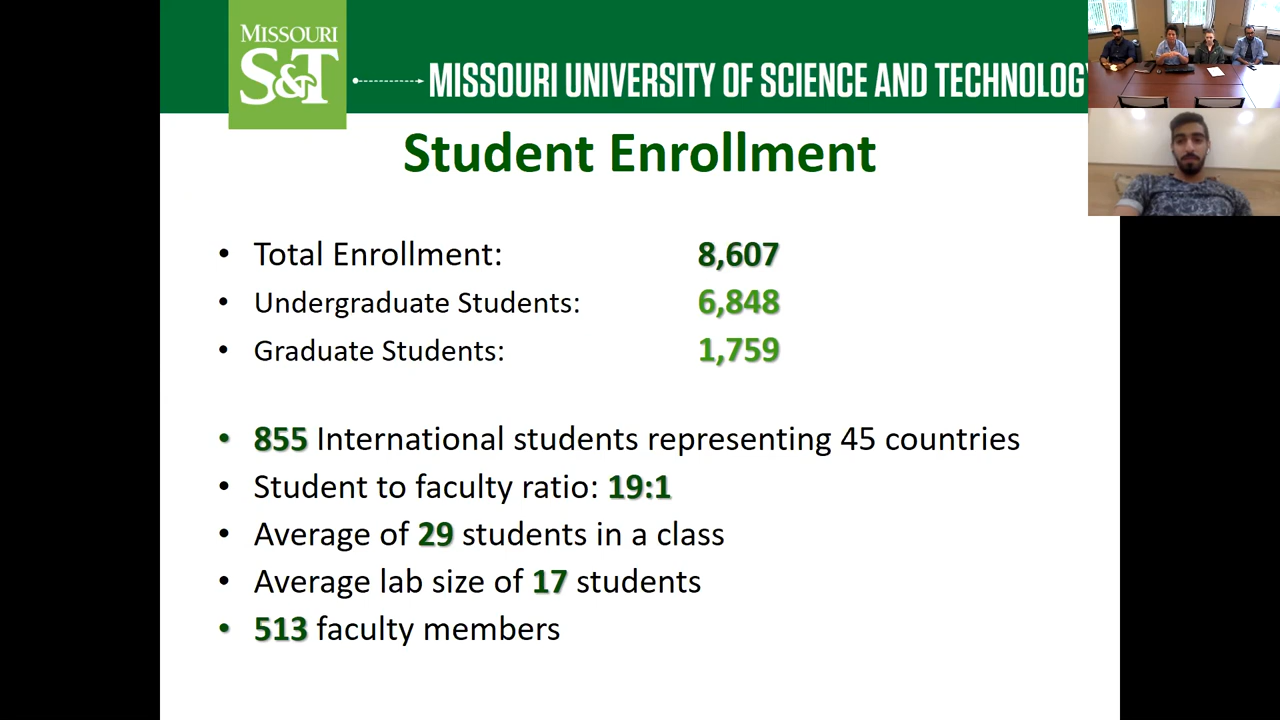 MISSOURI
S&T
MISSOURI UNIVERSITY OF SCIENCE AND TECHNOLOGY
Student Enrollment
• Total Enrollment: 8,607
• Undergraduate Students: 6,848
• Graduate Students: 1,759
• 855 International students representing 45 countries
• Student to faculty ratio: 19:1
• Average of 29 students in a class
• Average lab size of 17 students
• 513 faculty members